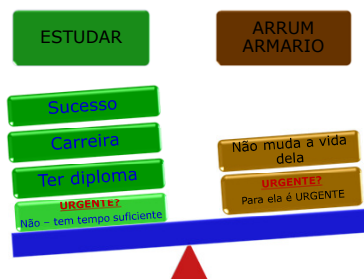 ESTUDAR
Sucesso
Carreira
Ter diploma
URGENTE?
Não – tem tempo suficiente
ARRUM
ARMARIO
Não muda a vida
dela
URGENTE?
Para ela é URGENTE